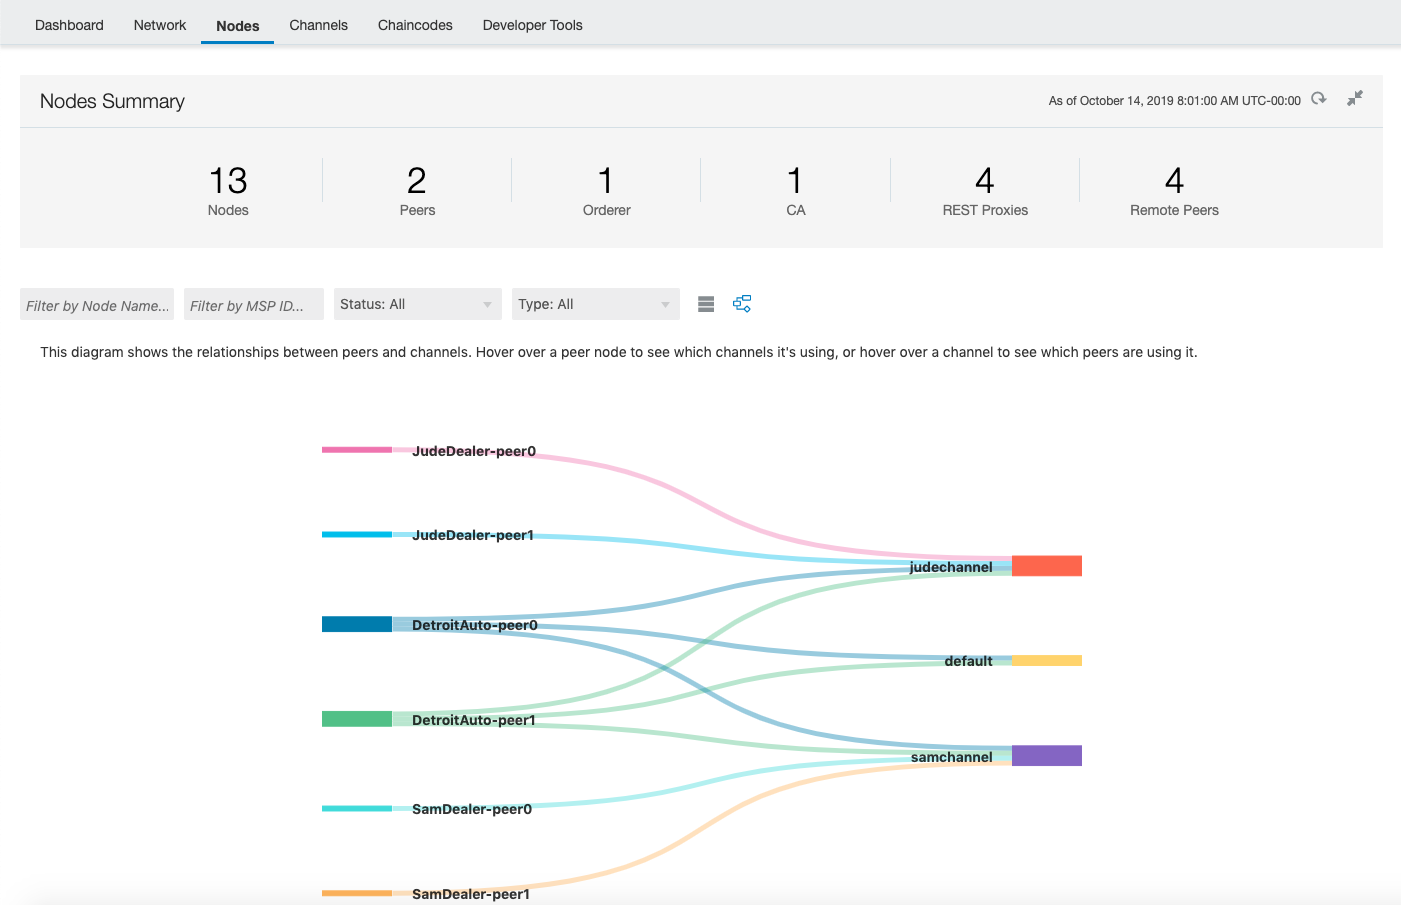 Dashboard Network Nodes Channels Chaincodes Developer Tools
Nodes Summary
As of October 14, 2019 8:01:00 AM UTC-00:00
13 2 1 1 4 4
Nodes Peers Orderer CA REST Proxies Remote Peers
Filter by Node Name... Filter by MSP ID... Status: All Type: All
This diagram shows the relationships between peers and channels. Hover over a peer node to see which channels it's using, or hover over a channel to see which peers are using it.
JudeDealer-peer0
JudeDealer-peer1
judechannel
DetroitAuto-peer0
default
DetroitAuto-peer1
samchannel
SamDealer-peer0
SamDealer-peer1